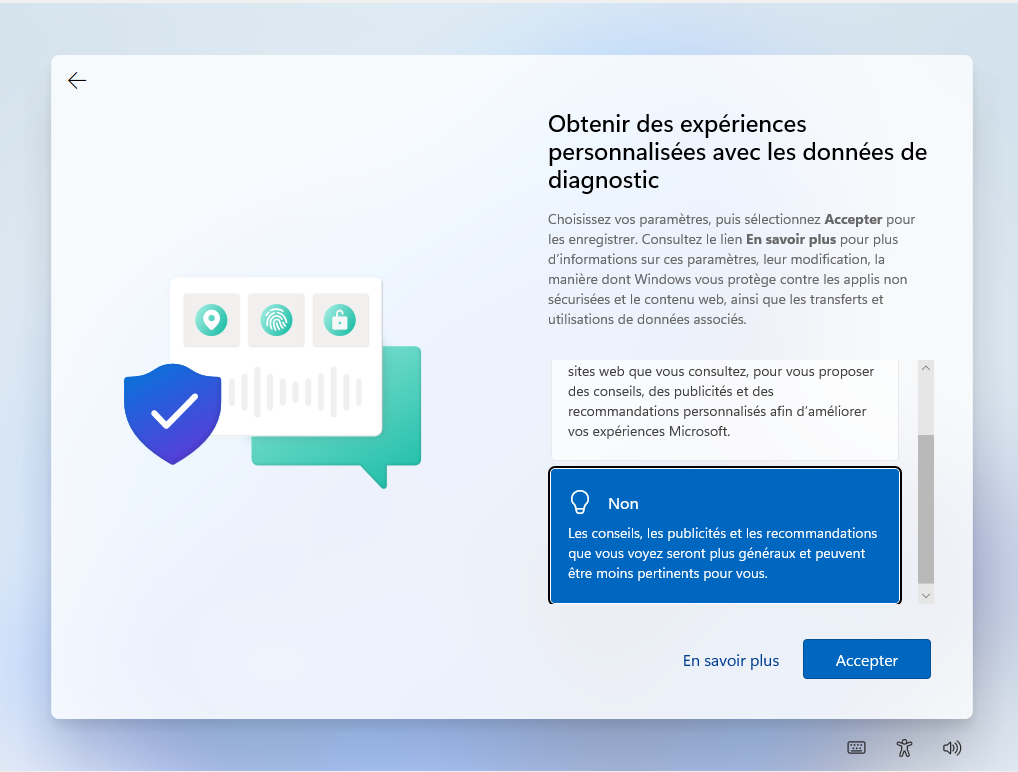 Obtenir des expériences
personnalisées avec les données de
diagnostic
Choisissez vos paramètres, puis sélectionnez Accepter pour
les enregistrer. Consultez le lien En savoir plus pour plus
d’informations sur ces paramètres, leur modification, la
manière dont Windows vous protège contre les applis non
sécurisées et le contenu web, ainsi que les transferts et
utilisations de données associés.
sites web que vous consultez, pour vous proposer
des conseils, des publicités et des
recommandations personnalisés afin d’améliorer
vos expériences Microsoft.
Non
Les conseils, les publicités et les recommandations
que vous voyez seront plus généraux et peuvent
être moins pertinents pour vous.
En savoir plus
Accepter